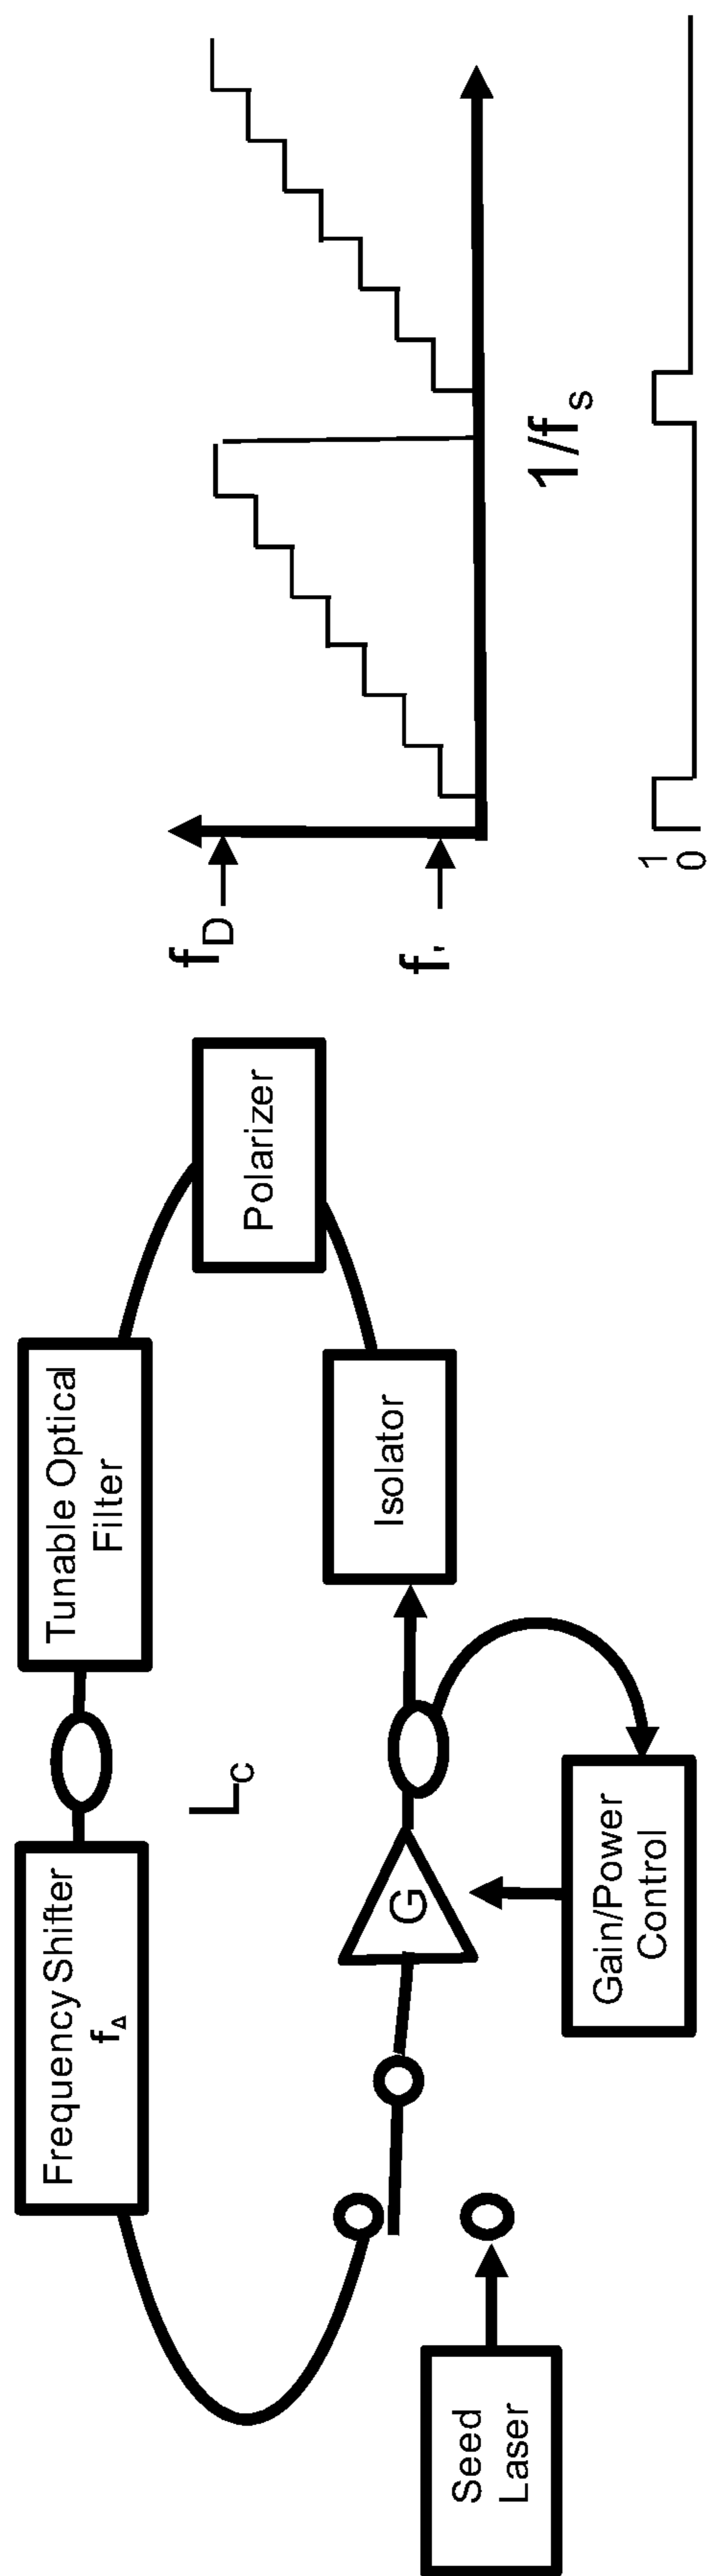 Seed
Laser
Frequency Shifter
fΔ
Tunable Optical
Filter
Polarizer
Isolator
G
Gain/Power
Control
LC
fD
f'
1/fs
1
0